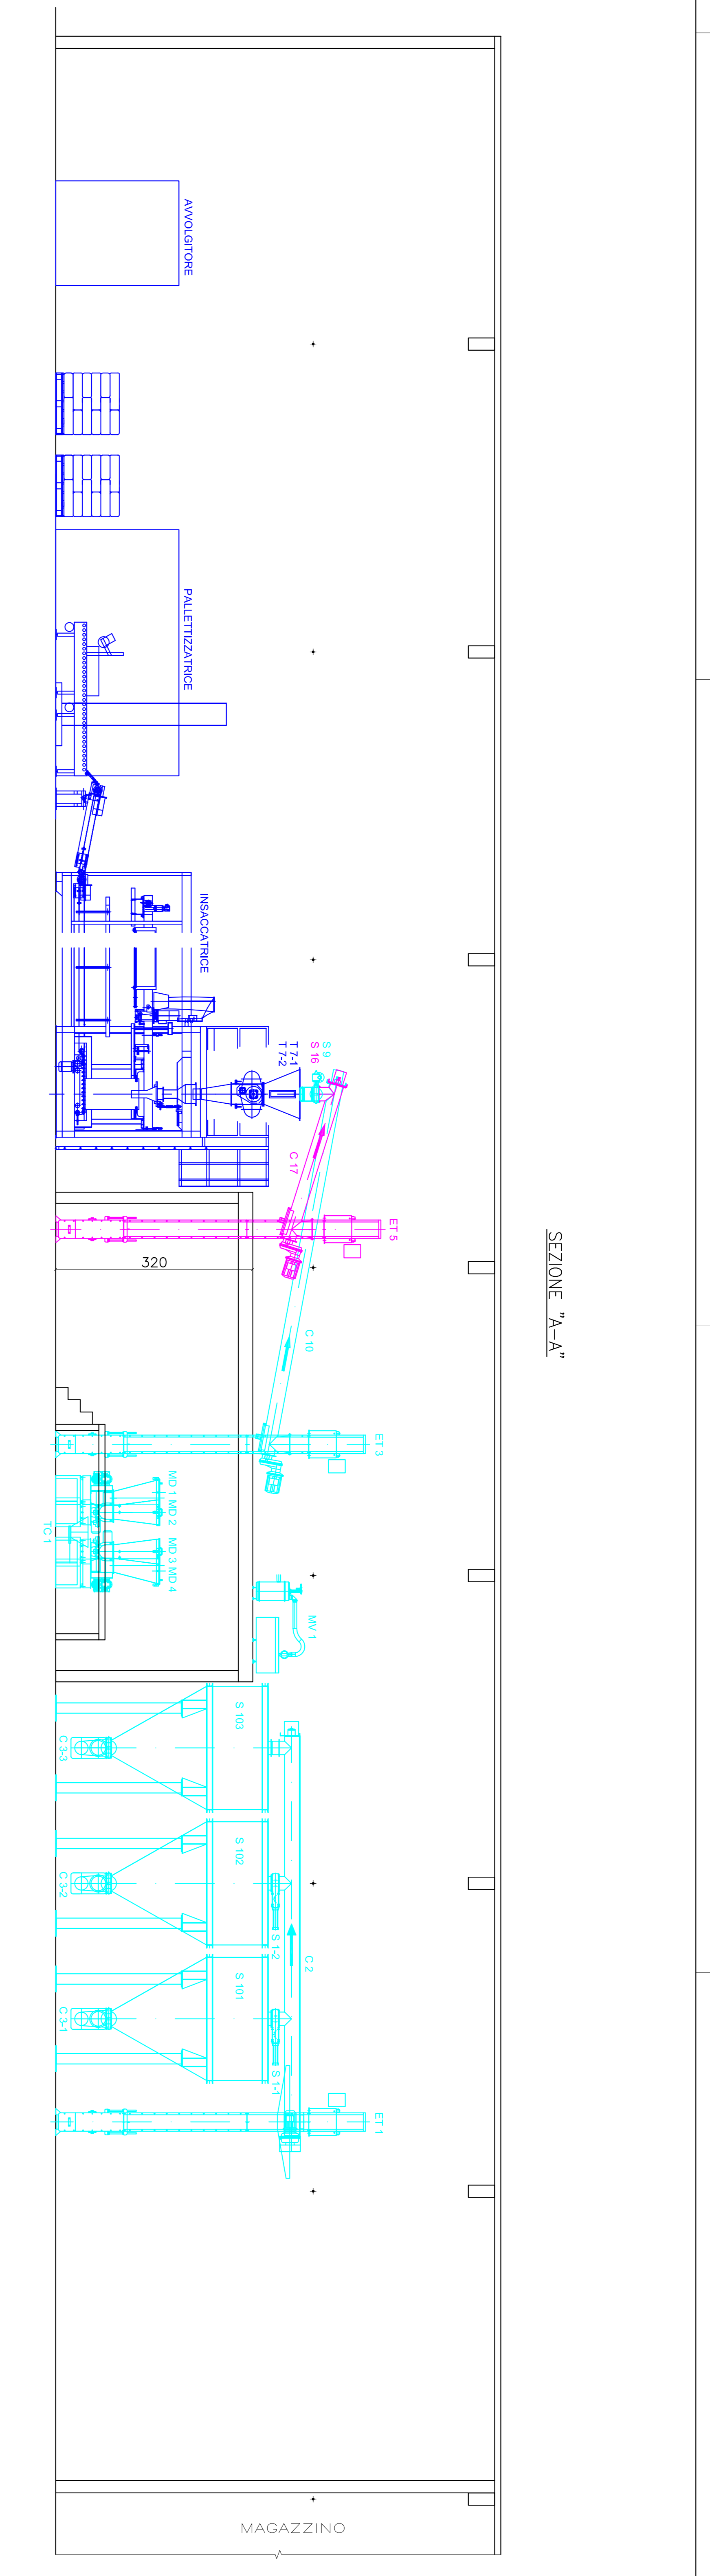 AVVOLGITORE
PALLETTIZZATRICE
INSACCATRICE
S 9
S 16
T 7-1
T 7-2
C 17
ET 5
320
SEZIONE "A-A"
C 10
ET 3
MD 1 MD 2
MD 3 MD 4
TC 1
MV 1
S 103
C 3-3
S 102
C 3-2
S 1-2
C 2
S 101
C 3-1
S 1-1
ET 1
MAGAZZINO